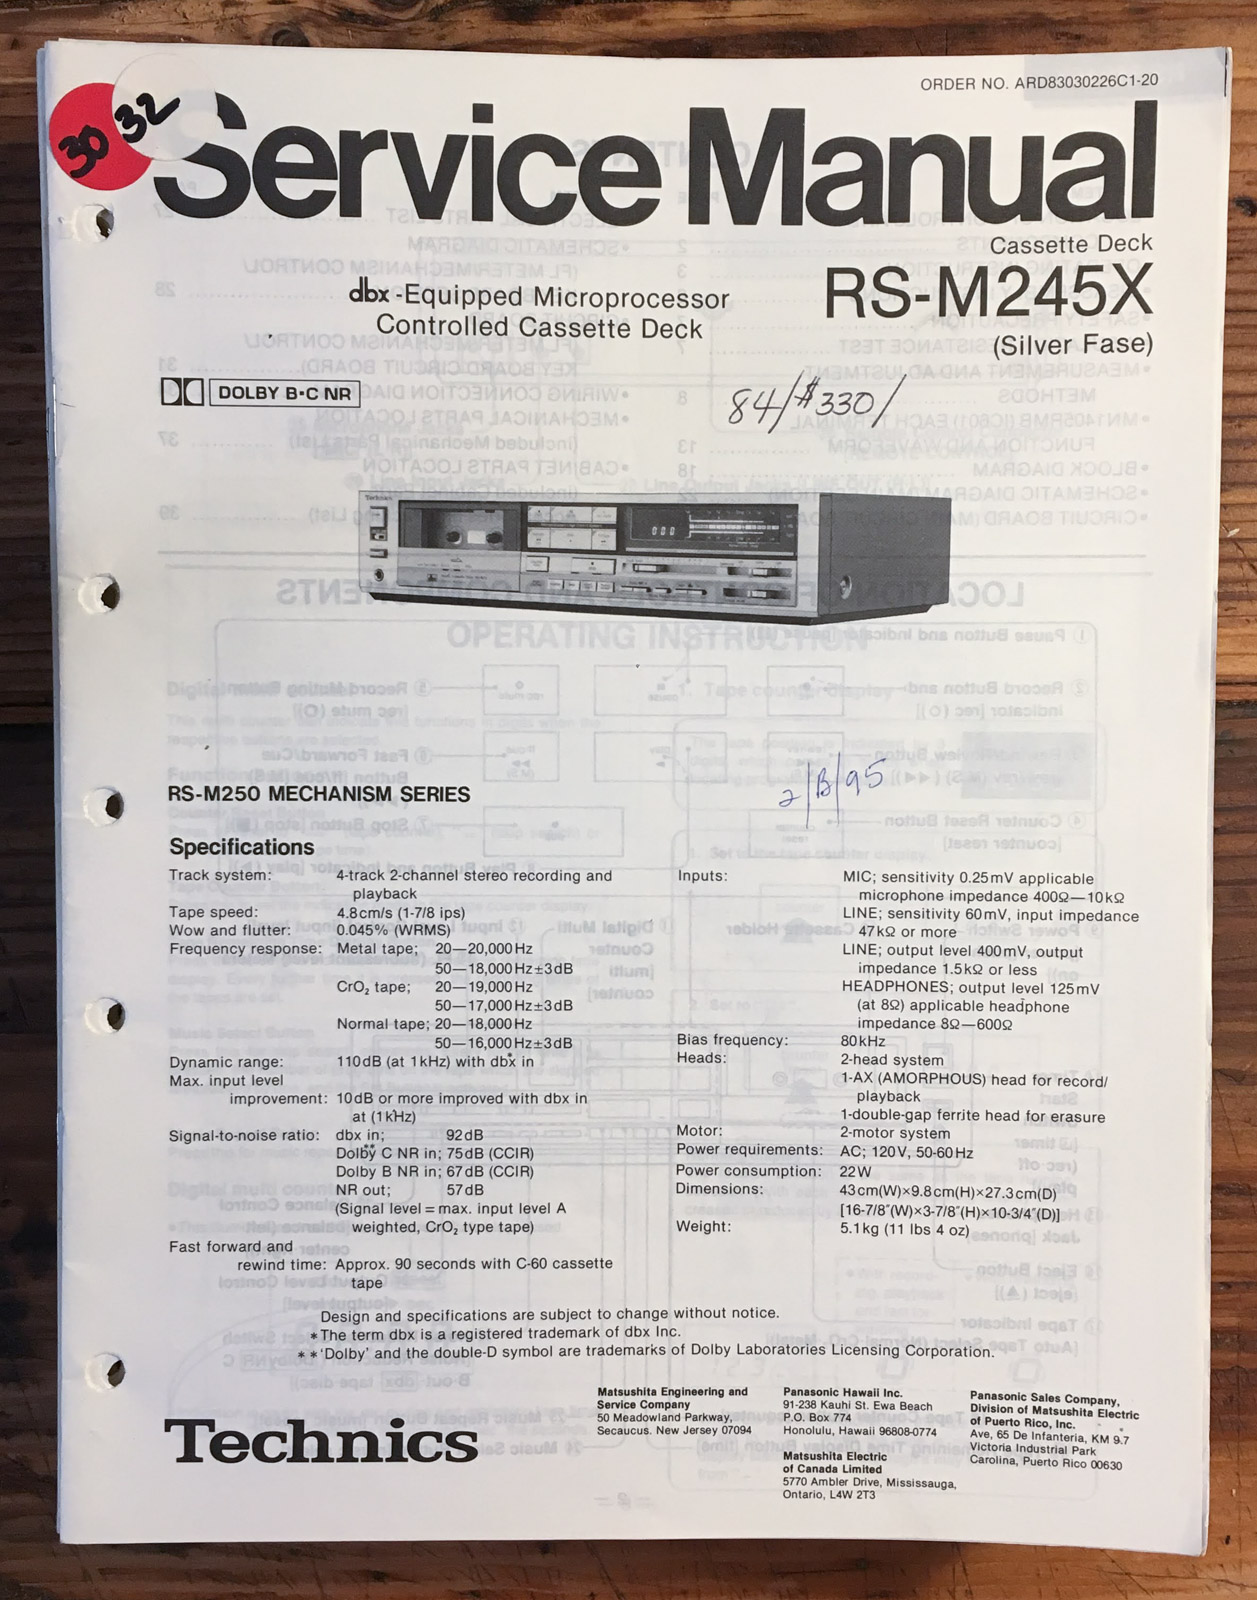 ORDER NO. ARD83030226C1-20
30 32
Service Manual
Cassette Deck
dbx-Equipped Microprocessor
Controlled Cassette Deck
RS-M245X
(Silver Fase)
DOLBY B•C NR
84/$330/
Technics
RS-M250 MECHANISM SERIES
2/B/95
Specifications
Track system: 4-track 2-channel stereo recording and
playback
Tape speed: 4.8cm/s (1-7/8 ips)
Wow and flutter: 0.045% (WRMS)
Frequency response: Metal tape; 20—20,000Hz
50—18,000Hz±3dB
CrO₂ tape; 20—19,000Hz
50—17,000Hz±3dB
Normal tape; 20—18,000Hz
50—16,000Hz±3dB
Dynamic range: 110dB (at 1kHz) with dbx* in
Max. input level
improvement: 10dB or more improved with dbx in
at (1kHz)
Signal-to-noise ratio: dbx in; 92dB
Dolby** C NR in; 75dB (CCIR)
Dolby B NR in; 67dB (CCIR)
NR out; 57dB
(Signal level = max. input level A
weighted, CrO₂ type tape)
Fast forward and
rewind time: Approx. 90 seconds with C-60 cassette
tape
Inputs: MIC; sensitivity 0.25mV applicable
microphone impedance 400Ω—10kΩ
LINE; sensitivity 60mV, input impedance
47kΩ or more
LINE; output level 400mV, output
impedance 1.5kΩ or less
HEADPHONES; output level 125mV
(at 8Ω) applicable headphone
impedance 8Ω—600Ω
Bias frequency: 80kHz
Heads: 2-head system
1-AX (AMORPHOUS) head for record/
playback
1-double-gap ferrite head for erasure
Motor: 2-motor system
Power requirements: AC; 120V, 50-60Hz
Power consumption: 22W
Dimensions: 43cm(W)×9.8cm(H)×27.3cm(D)
[16-7/8″(W)×3-7/8″(H)×10-3/4″(D)]
Weight: 5.1kg (11 lbs 4 oz)
Design and specifications are subject to change without notice.
* The term dbx is a registered trademark of dbx Inc.
* * 'Dolby' and the double-D symbol are trademarks of Dolby Laboratories Licensing Corporation.
Technics
Matsushita Engineering and
Service Company
50 Meadowland Parkway,
Secaucus. New Jersey 07094
Panasonic Hawaii Inc.
91-238 Kauhi St. Ewa Beach
P.O. Box 774
Honolulu, Hawaii 96808-0774
Matsushita Electric
of Canada Limited
5770 Ambler Drive, Mississauga,
Ontario, L4W 2T3
Panasonic Sales Company,
Division of Matsushita Electric
of Puerto Rico, Inc.
Ave, 65 De Infanteria, KM 9.7
Victoria Industrial Park
Carolina, Puerto Rico 00630